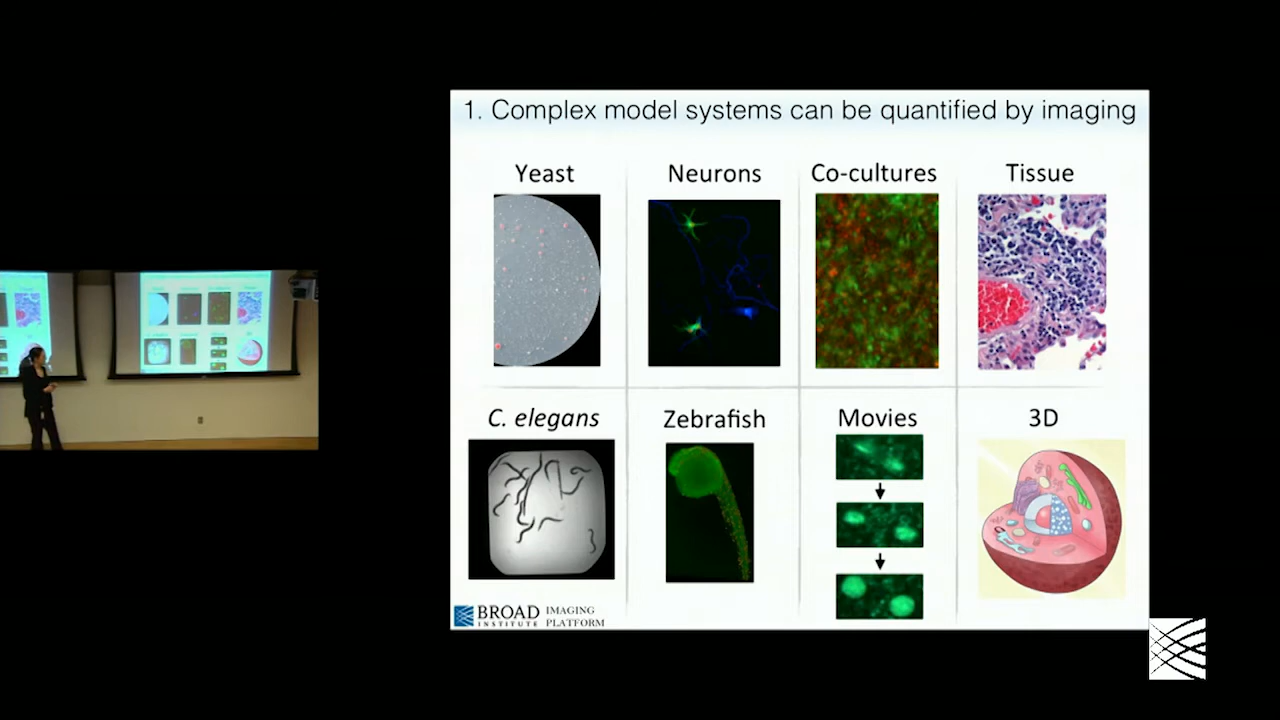 1. Complex model systems can be quantified by imaging
Yeast
Neurons
Co-cultures
Tissue
C. elegans
Zebrafish
Movies
3D
BROAD
INSTITUTE
IMAGING
PLATFORM